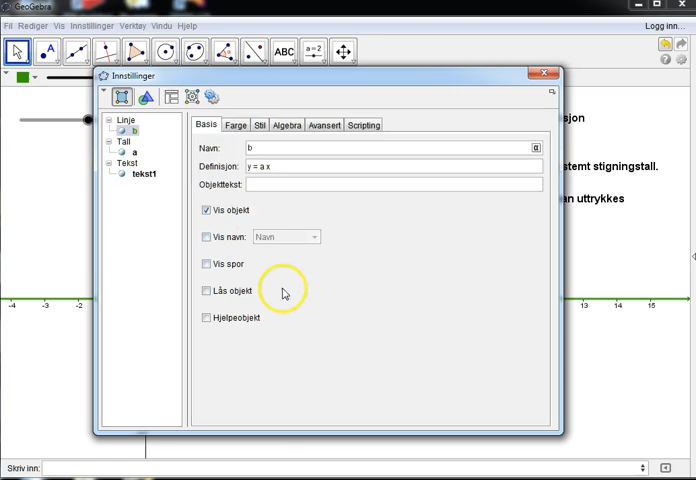 GeoGebra
Fil Rediger Vis Innstillinger Verktøy Vindu Hjelp Logg inn...
A ABC a = 2
sjon
stemt stigningstall.
an uttrykkes
Innstillinger
Linje
b
Tall
a
Tekst
tekst1
Basis Farge Stil Algebra Avansert Scripting
Navn: b α
Definisjon: y = a x
Objekttekst:
Vis objekt
Vis navn: Navn
Vis spor
Lås objekt
Hjelpeobjekt
-4 -3 -2 13 14 15
Skriv inn: